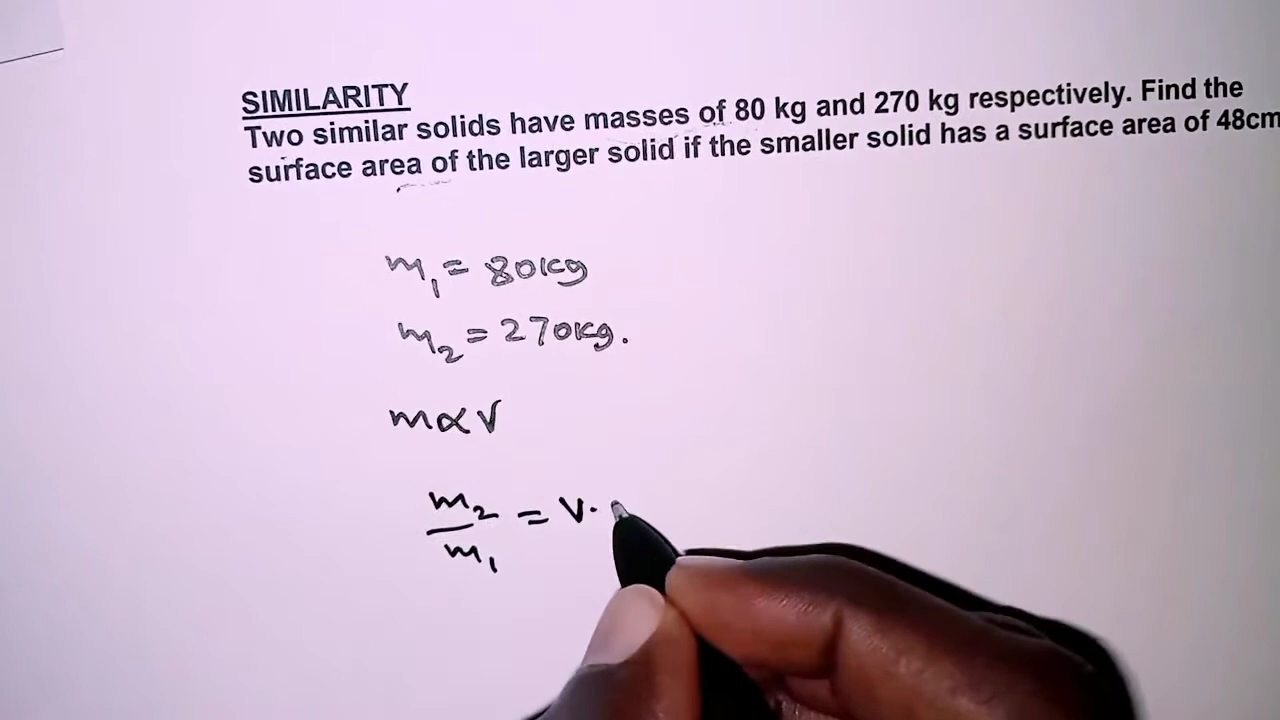 SIMILARITY
Two similar solids have masses of 80 kg and 270 kg respectively. Find the
surface area of the larger solid if the smaller solid has a surface area of 48cm
m₁ = 80kg
m₂ = 270kg.
m ∝ V
m₂/m₁ = V.